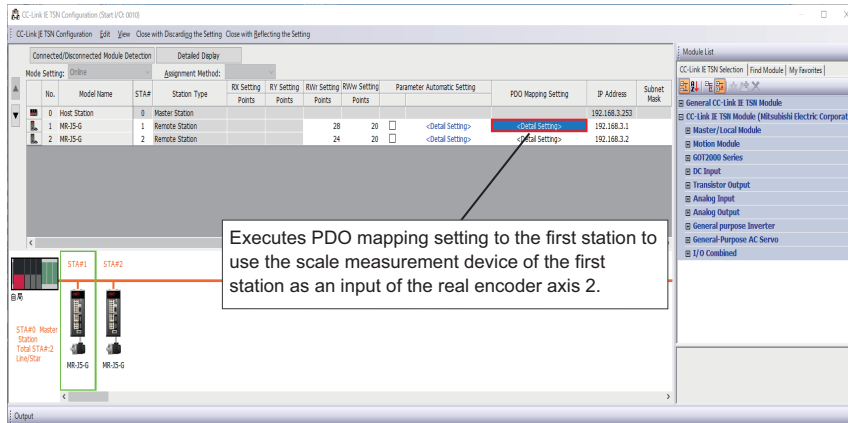 CC-Link IE TSN Configuration (Start I/O: 0010)
CC-Link IE TSN Configuration Edit View Close with Discarding the Setting Close with Reflecting the Setting
Connected/Disconnected Module Detection Detailed Display
Mode Setting: Online Assignment Method:
No. Model Name STA# Station Type RX Setting RY Setting RWr Setting RWw Setting Parameter Automatic Setting PDO Mapping Setting IP Address Subnet Mask
Points Points Points Points
0 Host Station 0 Master Station 192.168.3.253
1 MR-J5-G 1 Remote Station 28 20 <Detail Setting> <Detail Setting> 192.168.3.1
2 MR-J5-G 2 Remote Station 24 20 <Detail Setting> <Detail Setting> 192.168.3.2
Executes PDO mapping setting to the first station to
use the scale measurement device of the first
station as an input of the real encoder axis 2.
STA#1 STA#2
自局
STA#0 Master
Station
Total STA#:2
Line/Star
MR-J5-G MR-J5-G
Module List
CC-Link IE TSN Selection Find Module My Favorites
General CC-Link IE TSN Module
CC-Link IE TSN Module (Mitsubishi Electric Corporat
Master/Local Module
Motion Module
GOT2000 Series
DC Input
Transistor Output
Analog Input
Analog Output
General purpose Inverter
General-Purpose AC Servo
I/O Combined
Output